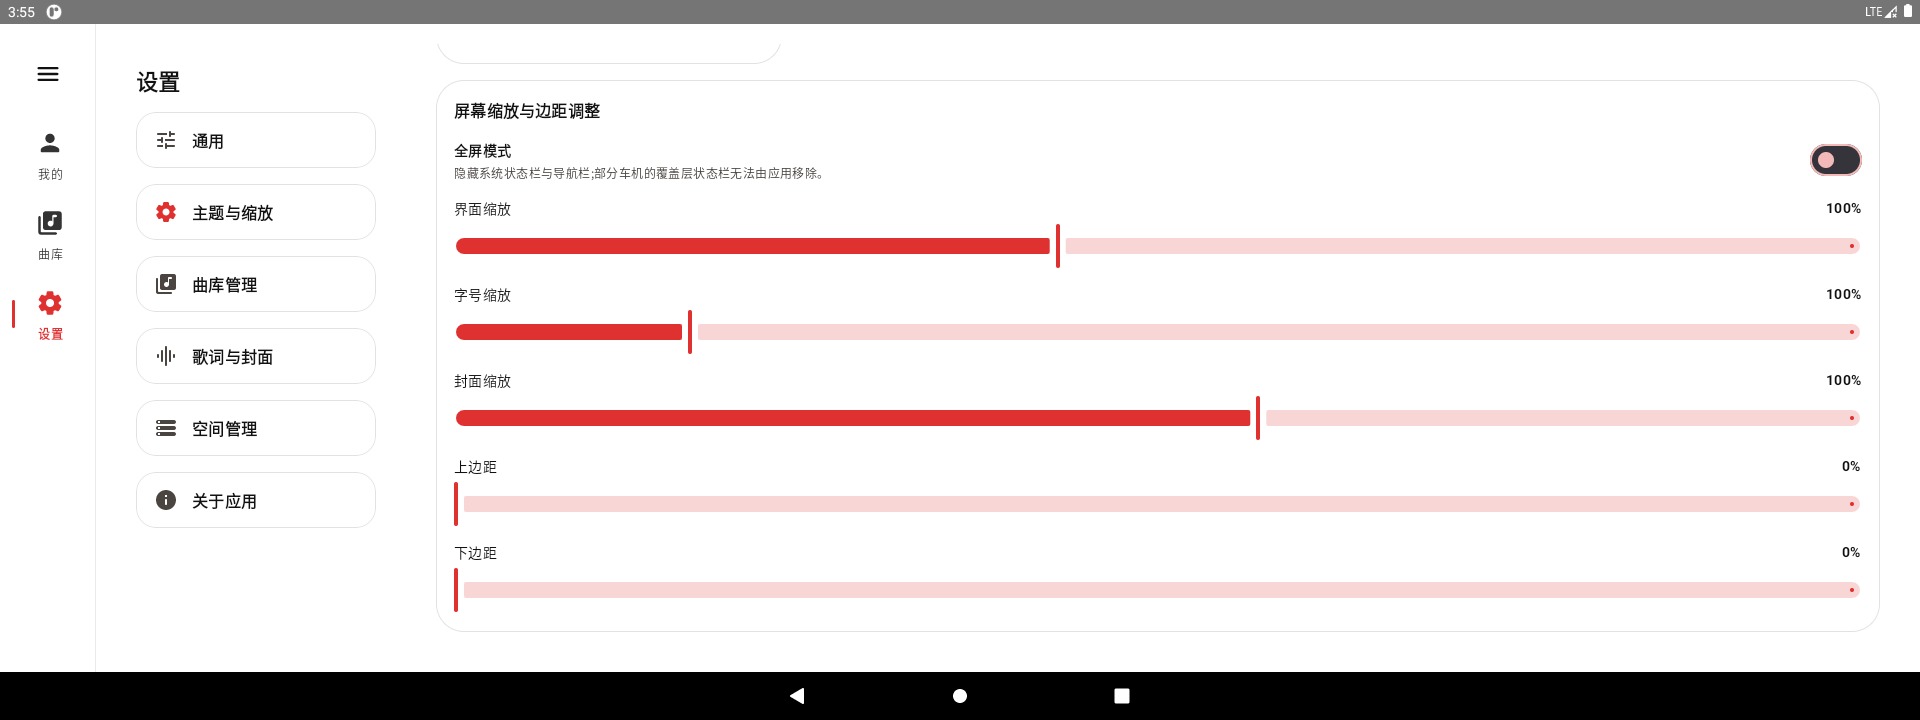 3:55
LTE
设置
我的
曲库
设置
通用
主题与缩放
曲库管理
歌词与封面
空间管理
关于应用
屏幕缩放与边距调整
全屏模式
隐藏系统状态栏与导航栏;部分车机的覆盖层状态栏无法由应用移除。
界面缩放 100%
字号缩放 100%
封面缩放 100%
上边距 0%
下边距 0%